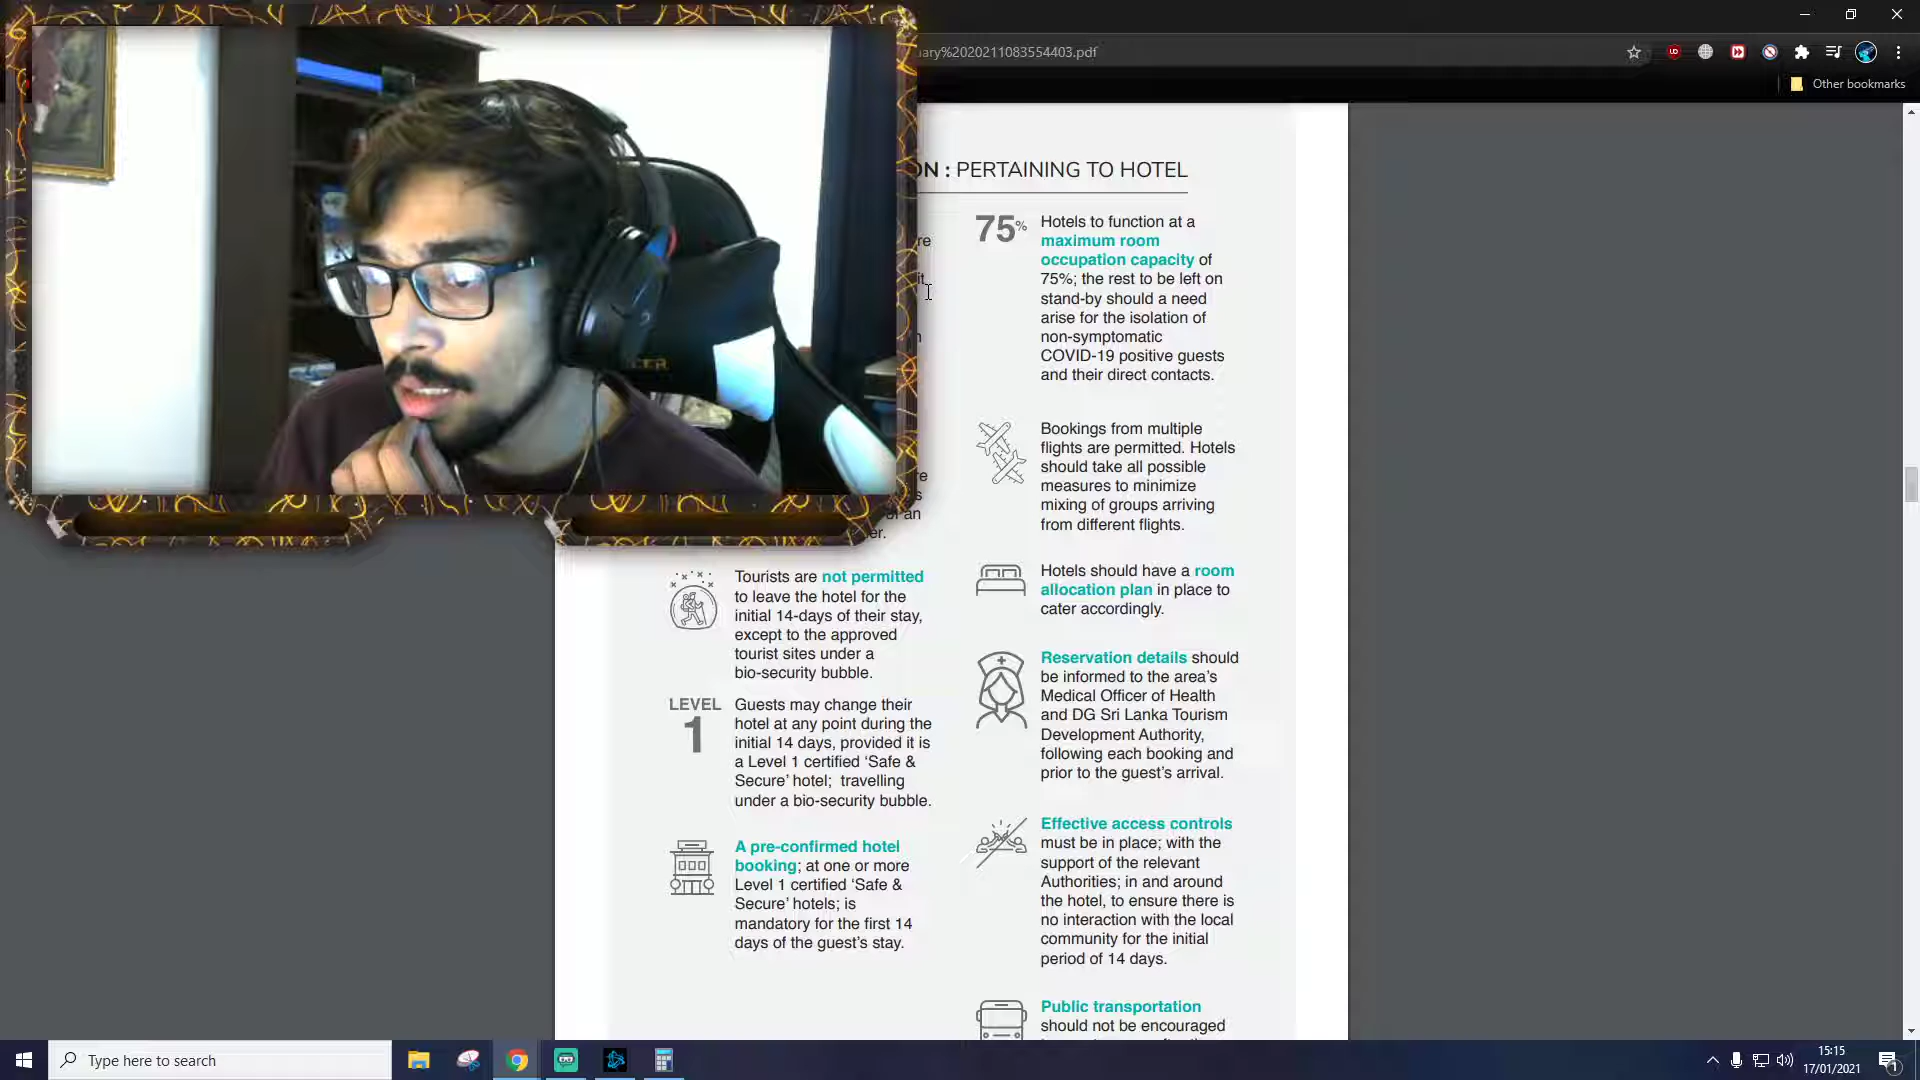 uary%2020211083554403.pdf
Other bookmarks
ON : PERTAINING TO HOTEL
re
it
Tourists are not permitted
to leave the hotel for the
initial 14-days of their stay,
except to the approved
tourist sites under a
bio-security bubble.
LEVEL
1
Guests may change their
hotel at any point during the
initial 14 days, provided it is
a Level 1 certified ‘Safe &
Secure’ hotel; travelling
under a bio-security bubble.
A pre-confirmed hotel
booking; at one or more
Level 1 certified ‘Safe &
Secure’ hotels; is
mandatory for the first 14
days of the guest’s stay.
75%
Hotels to function at a
maximum room
occupation capacity of
75%; the rest to be left on
stand-by should a need
arise for the isolation of
non-symptomatic
COVID-19 positive guests
and their direct contacts.
Bookings from multiple
flights are permitted. Hotels
should take all possible
measures to minimize
mixing of groups arriving
from different flights.
Hotels should have a room
allocation plan in place to
cater accordingly.
Reservation details should
be informed to the area’s
Medical Officer of Health
and DG Sri Lanka Tourism
Development Authority,
following each booking and
prior to the guest’s arrival.
Effective access controls
must be in place; with the
support of the relevant
Authorities; in and around
the hotel, to ensure there is
no interaction with the local
community for the initial
period of 14 days.
Public transportation
should not be encouraged
Type here to search
15:15
17/01/2021